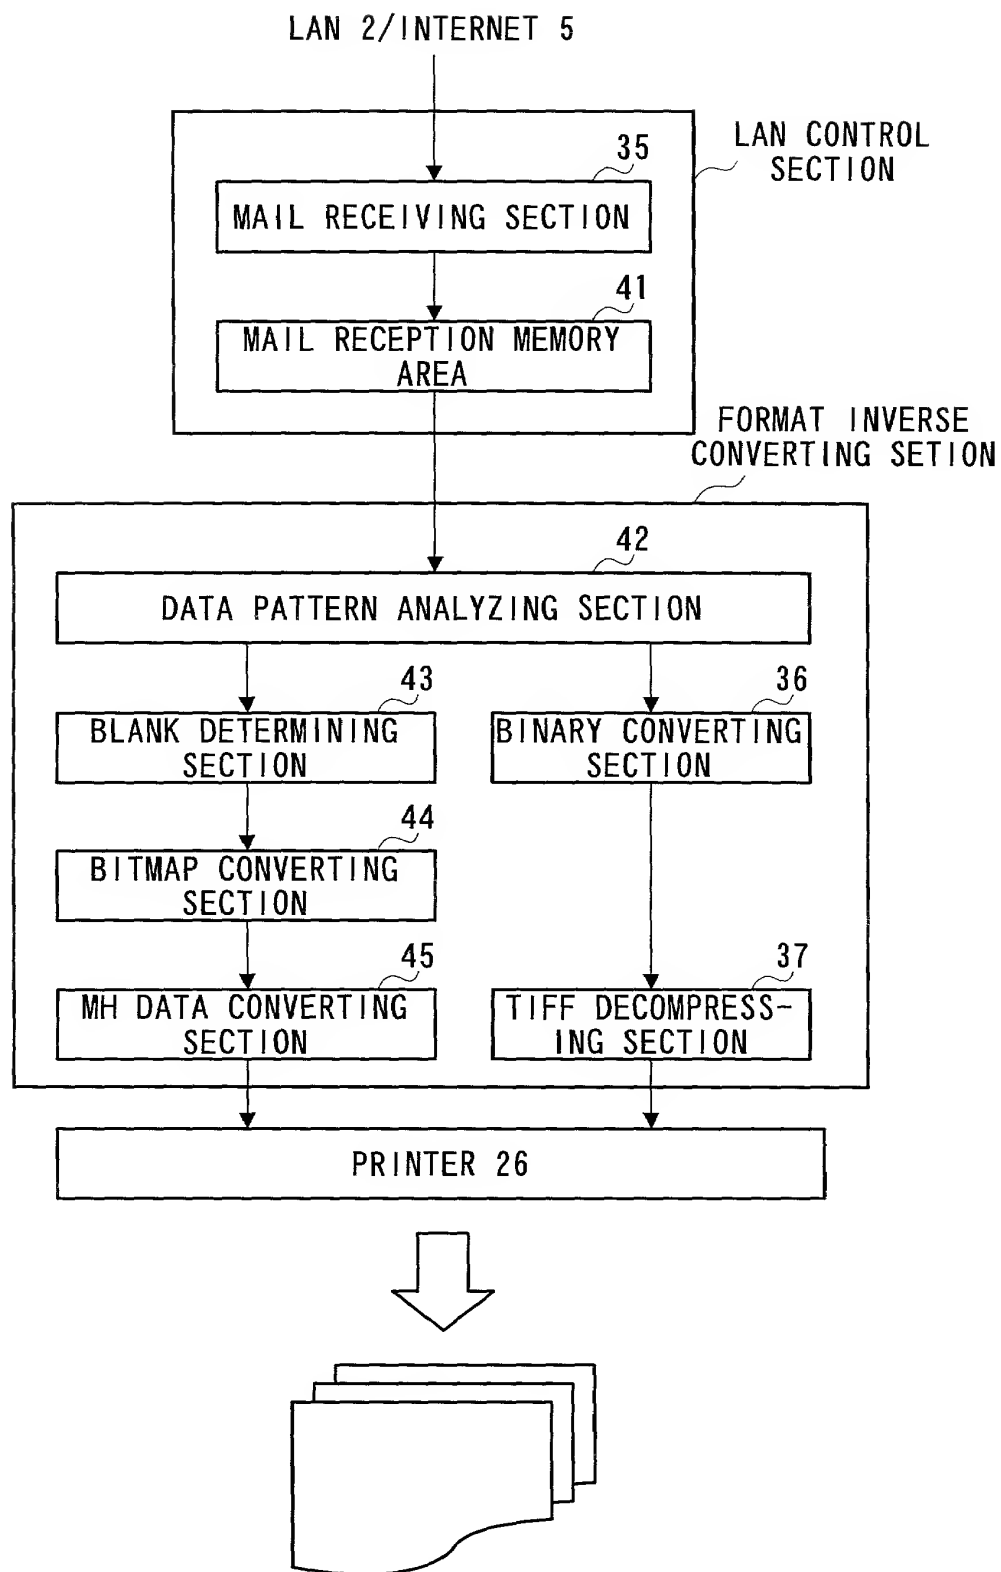 LAN 2/INTERNET 5
LAN CONTROL
SECTION
35
MAIL RECEIVING SECTION
41
MAIL RECEPTION MEMORY
AREA
FORMAT INVERSE
CONVERTING SETION
42
DATA PATTERN ANALYZING SECTION
43
BLANK DETERMINING
SECTION
36
BINARY CONVERTING
SECTION
44
BITMAP CONVERTING
SECTION
45
MH DATA CONVERTING
SECTION
37
TIFF DECOMPRESS-
ING SECTION
PRINTER 26